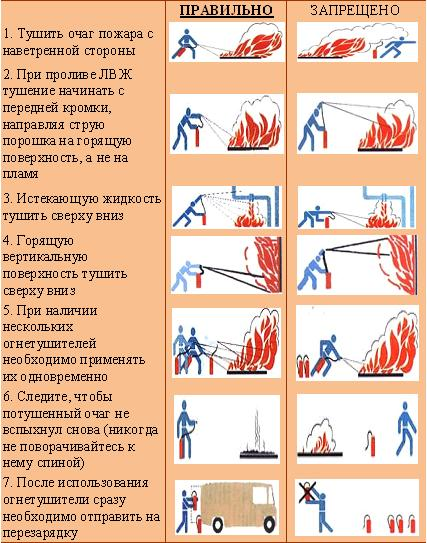 ПРАВИЛЬНО
ЗАПРЕЩЕНО
1. Тушить очаг пожара с
наветренной стороны
2. При проливе ЛВЖ
тушение начинать с
передней кромки,
направляя струю
порошка на горящую
поверхность, а не на
пламя
3. Истекающую жидкость
тушить сверху вниз
4. Горящую
вертикальную
поверхность тушить
сверху вниз
5. При наличии
нескольких
огнетушителей
необходимо применять
их одновременно
6. Следите, чтобы
потушенный очаг не
вспыхнул снова (никогда
не поворачивайтесь к
нему спиной)
7. После использования
огнетушители сразу
необходимо отправить на
перезарядку